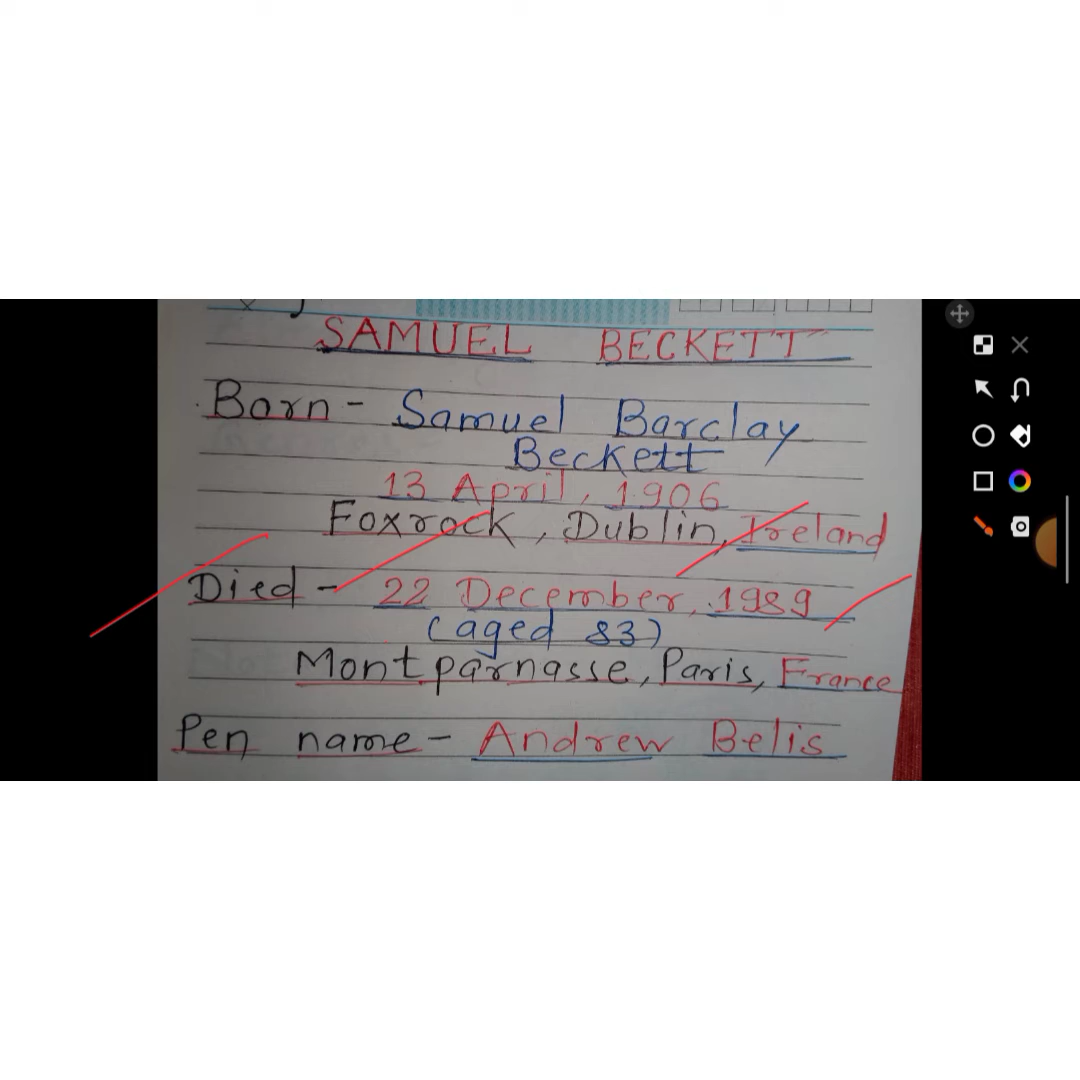 SAMUEL BECKETT
Born - Samuel Barclay
Beckett
13 April, 1906
Foxrock, Dublin, Ireland
Died - 22 December, 1989
(aged 83)
Montparnasse, Paris, France
Pen name - Andrew Belis